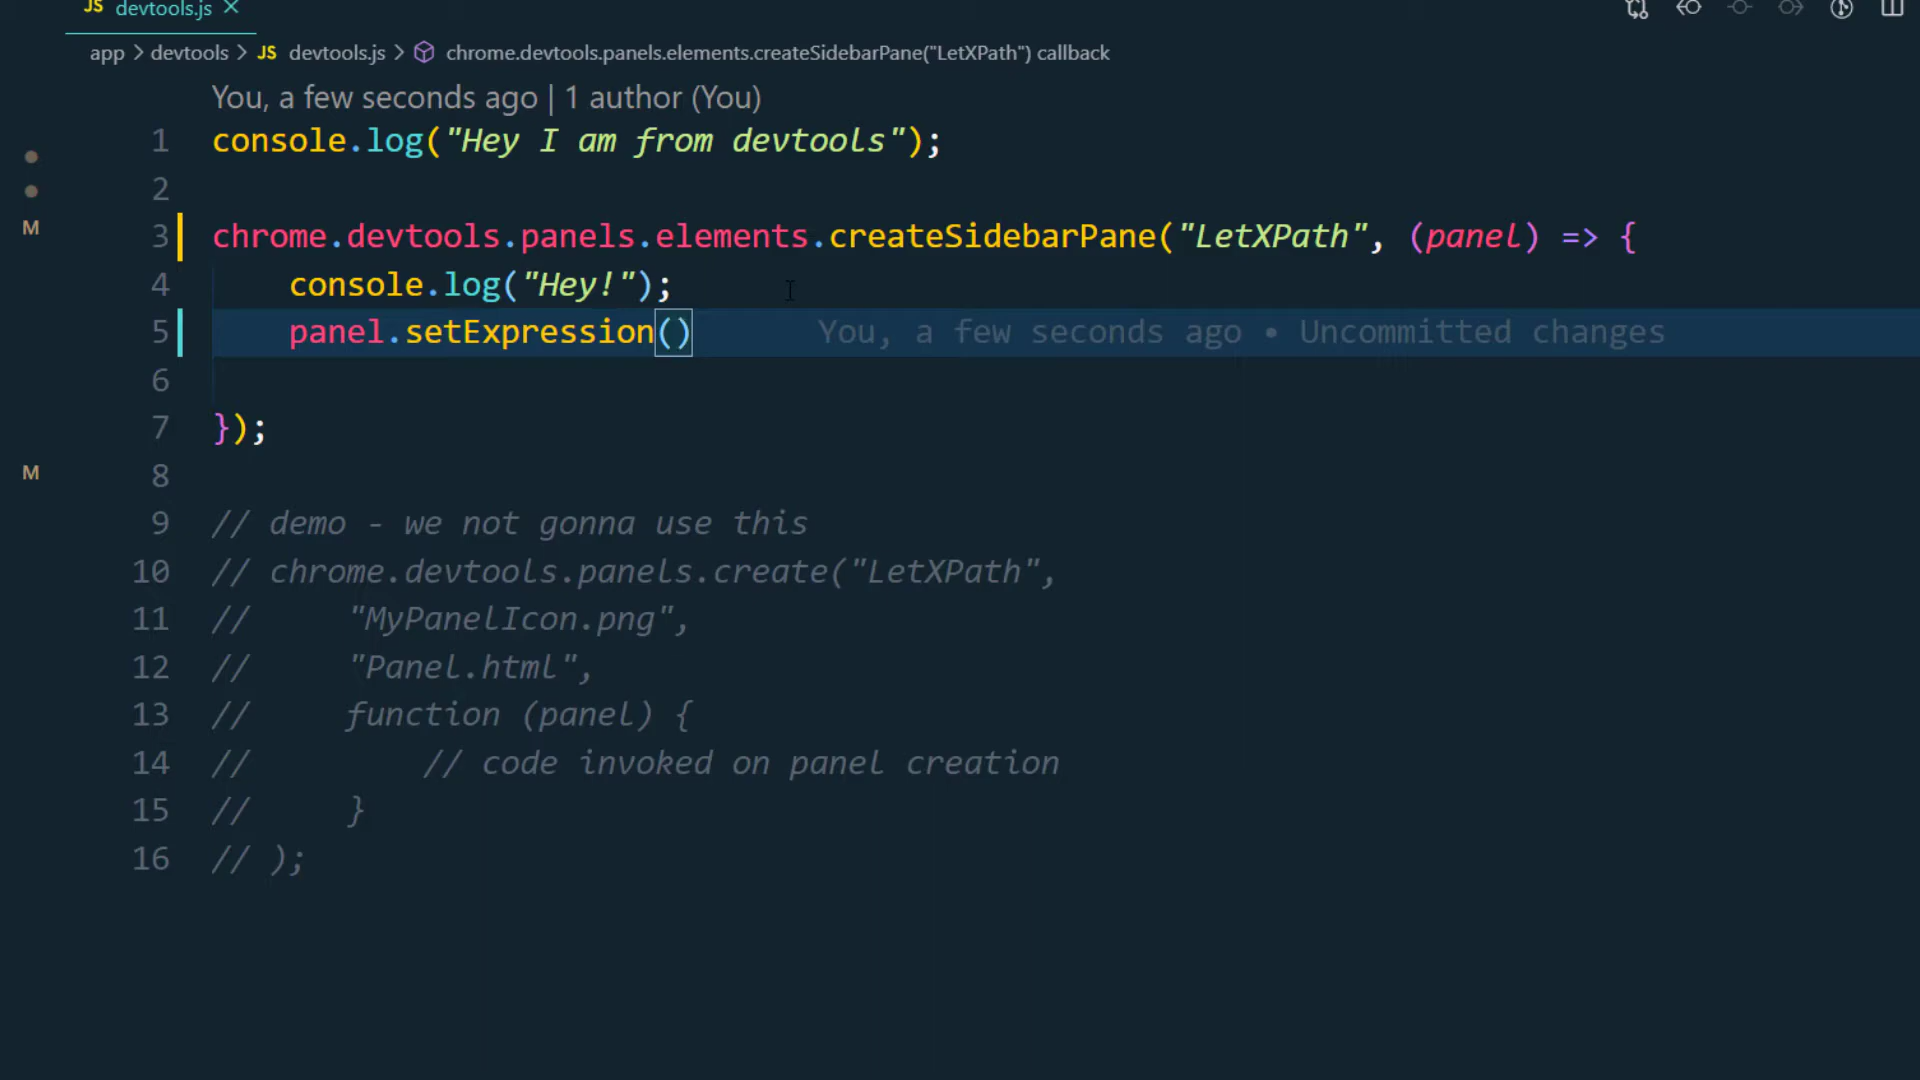 JS devtools.js
app > devtools > JS devtools.js > chrome.devtools.panels.elements.createSidebarPane("LetXPath") callback
You, a few seconds ago | 1 author (You)
1 console.log("Hey I am from devtools");
2
M 3 chrome.devtools.panels.elements.createSidebarPane("LetXPath", (panel) => {
4 console.log("Hey!");
5 panel.setExpression() You, a few seconds ago • Uncommitted changes
6
7 });
M 8
9 // demo - we not gonna use this
10 // chrome.devtools.panels.create("LetXPath",
11 // "MyPanelIcon.png",
12 // "Panel.html",
13 // function (panel) {
14 // // code invoked on panel creation
15 // }
16 // );